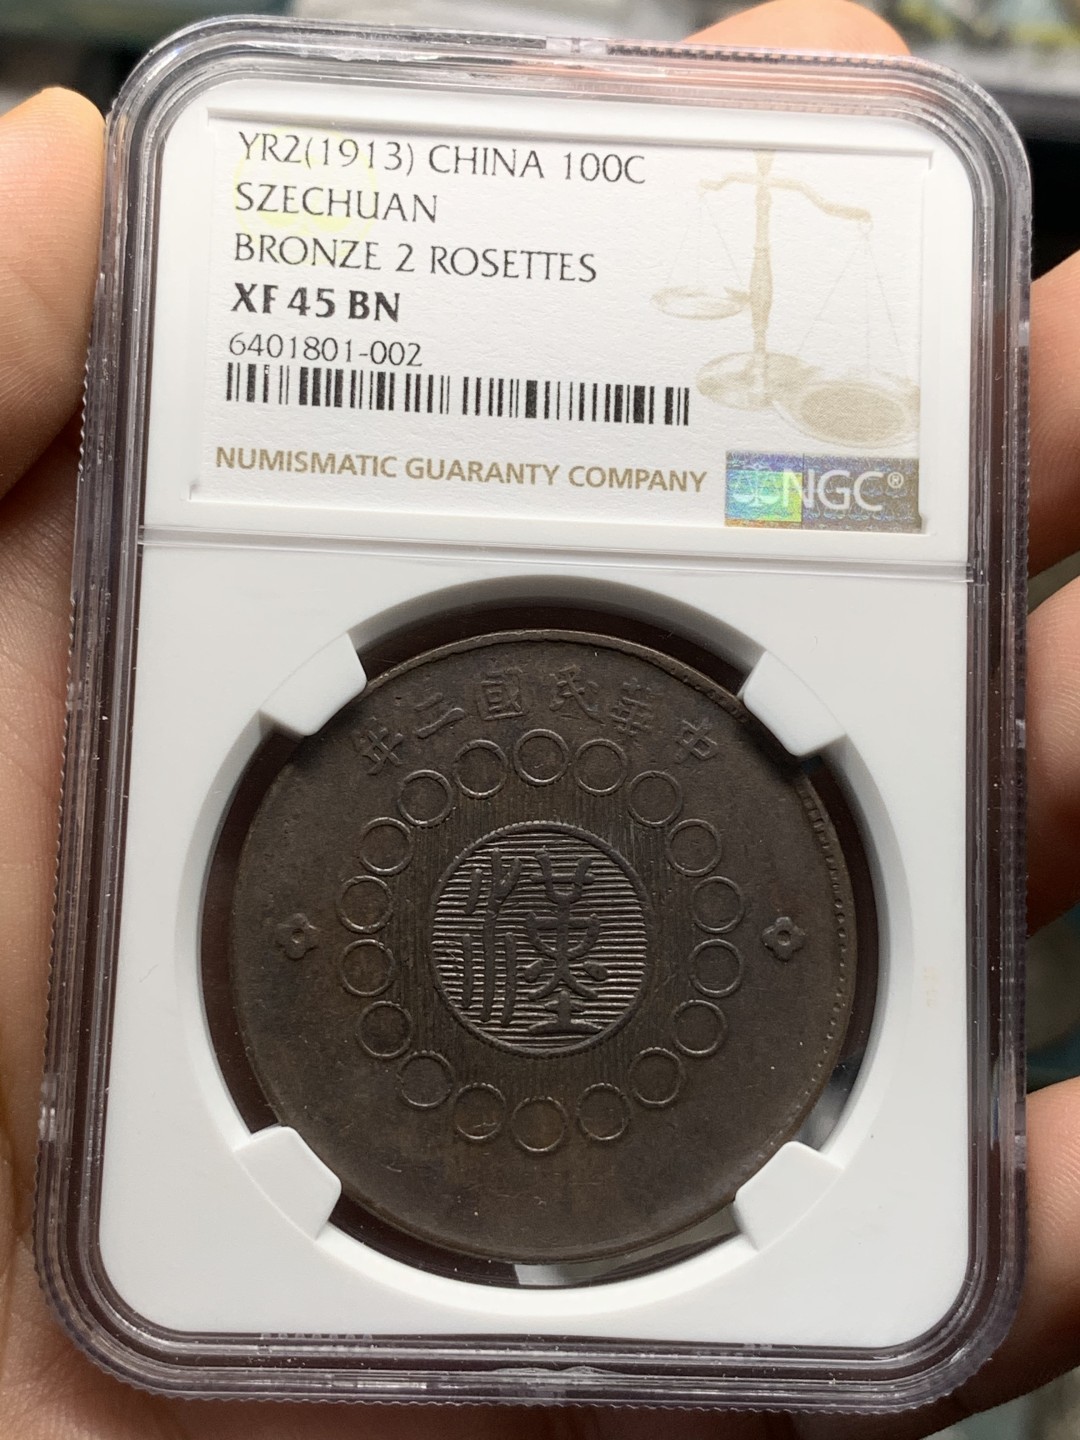 YR2(1913) CHINA 100C
SZECHUAN
BRONZE 2 ROSETTES
XF 45 BN
6401801-002
NUMISMATIC GUARANTY COMPANY
NGC®
年二國民華中
漢